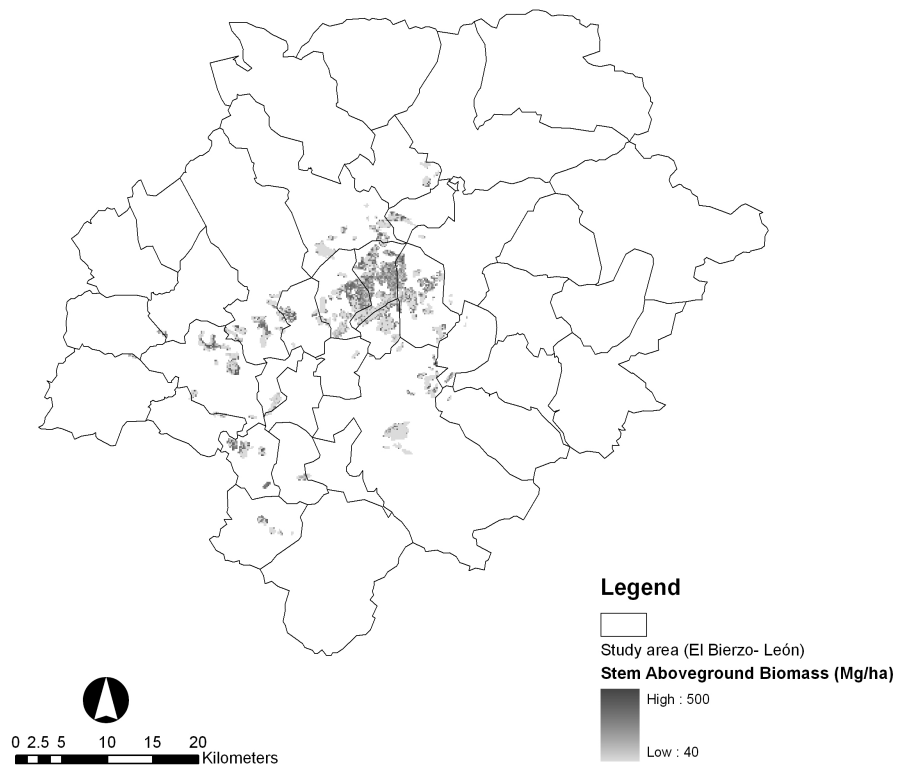 Legend
Study area (El Bierzo- León)
Stem Aboveground Biomass (Mg/ha)
High : 500
Low : 40
0 2.5 5 10 15 20
Kilometers